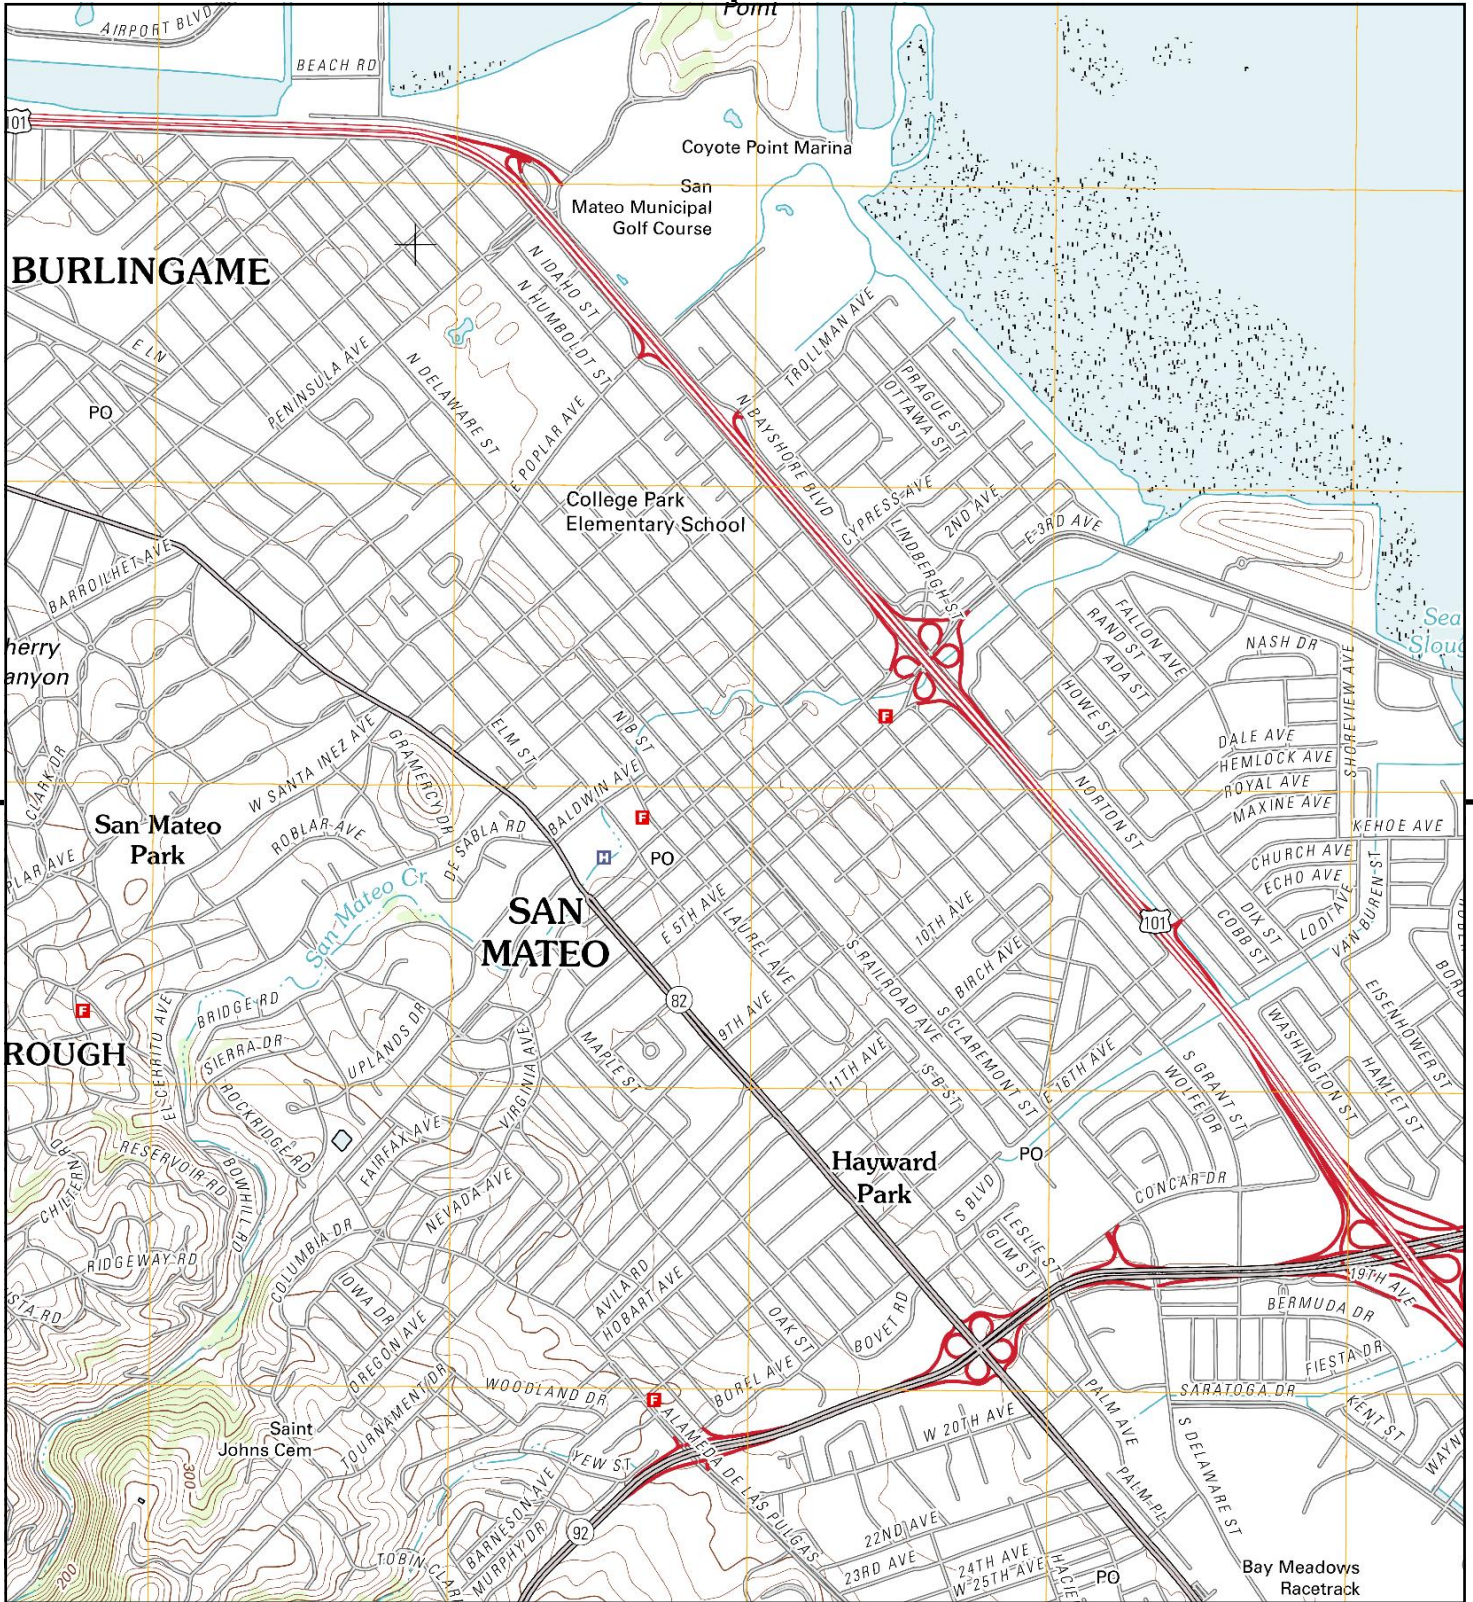 Point
AIRPORT BLVD
BEACH RD
101
Coyote Point Marina
San
Mateo Municipal
Golf Course
BURLINGAME
N IDAHO ST
N HUMBOLDT ST
E LN
PENINSULA AVE
N DELAWARE ST
TROLLMAN AVE
PRAGUE ST
OTTAWA ST
PO
E POPLAR AVE
N BAYSHORE BLVD
College Park
Elementary School
CYPRESS AVE
LINDBERGH ST
2ND AVE
E 3RD AVE
BARROILHET AVE
herry
anyon
FALLON AVE
RAND ST
ADA ST
HOWE ST
NASH DR
SHOREVIEW AVE
Sea
Sloug
F
CLARK DR
W SANTA INEZ AVE
GRAMERCY DR
ELM ST
N B ST
BALDWIN AVE
DALE AVE
HEMLOCK AVE
ROYAL AVE
MAXINE AVE
KEHOE AVE
NORTON ST
San Mateo
Park
ROBLAR AVE
DE SABLA RD
F
H
PO
PLAR AVE
CHURCH AVE
ECHO AVE
LODI AVE
VAN BUREN ST
DIX ST
COBB ST
San Mateo Cr
SAN
MATEO
E 5TH AVE
LAUREL AVE
10TH AVE
101
S RAILROAD AVE
BIRCH AVE
S CLAREMONT ST
82
9TH AVE
F
ROUGH
EL CERRITO AVE
BRIDGE RD
SIERRA DR
UPLANDS DR
VIRGINIA AVE
MAPLE ST
11TH AVE
S B ST
16TH AVE
S GRANT ST
WOLFE DR
WASHINGTON ST
EISENHOWER ST
HAMLET ST
BORD
ROCKRIDGE RD
FAIRFAX AVE
NEVADA AVE
RESERVOIR RD
CHILTERN RD
BOWHILL RD
Hayward
Park
PO
S BLVD
CONCAR DR
LESLIE ST
GUM ST
RIDGEWAY RD
COLUMBIA DR
ISTA RD
IOWA DR
OREGON AVE
AVILA RD
HOBART AVE
OAK ST
BOVET RD
19TH AVE
BERMUDA DR
FIESTA DR
SARATOGA DR
KENT ST
WAYNE
WOODLAND DR
F
BUREL AVE
PALM AVE
W 20TH AVE
Saint
Johns Cem
TOURNAMENT DR
YEW ST
ALAMEDA DE LAS PULGAS
S DELAWARE ST
PALM PL
300
200
BARNESON AVE
MURPHY DR
TOBIN CLAR
92
22ND AVE
23RD AVE
24TH AVE
W 25TH AVE
HACIE
PO
Bay Meadows
Racetrack